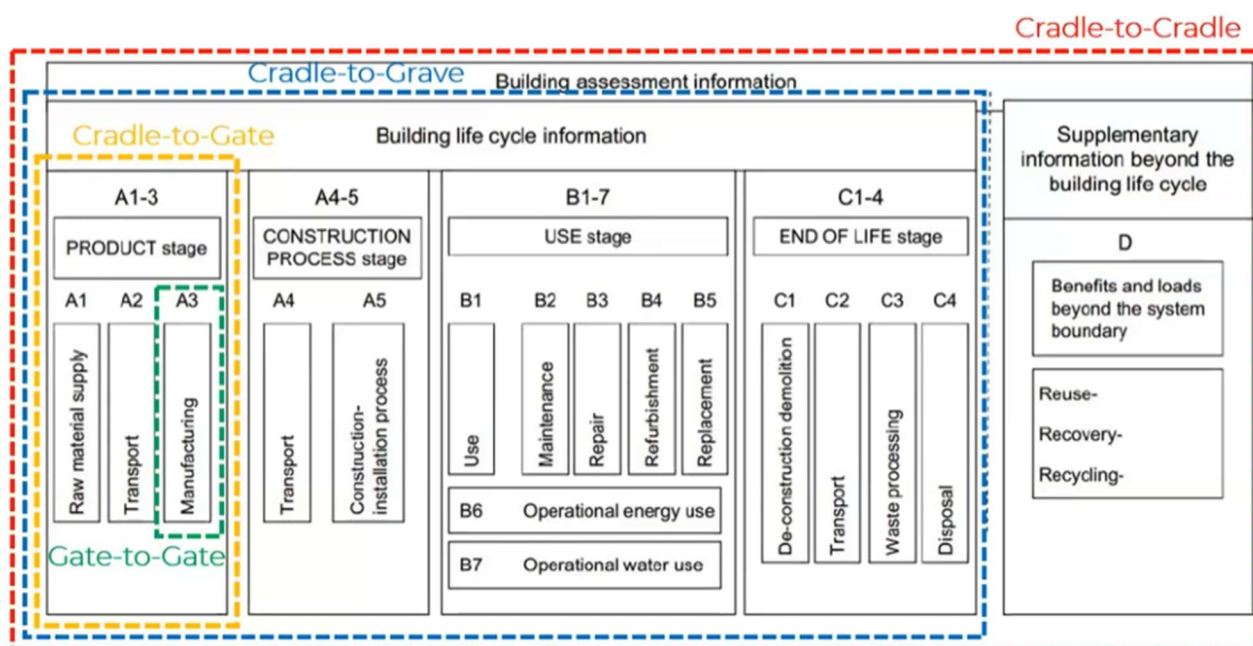 Cradle-to-Cradle
Cradle-to-Grave
Building assessment information
Cradle-to-Gate
Building life cycle information
Supplementary
information beyond the
building life cycle
A1-3
A4-5
B1-7
C1-4
PRODUCT stage
CONSTRUCTION
PROCESS stage
USE stage
END OF LIFE stage
D
A1
A2
A3
A4
A5
B1
B2
B3
B4
B5
C1
C2
C3
C4
Benefits and loads
beyond the system
boundary
Raw material supply
Transport
Manufacturing
Transport
Construction-
installation process
Use
Maintenance
Repair
Refurbishment
Replacement
De-construction demolition
Transport
Waste processing
Disposal
Reuse-
Recovery-
Recycling-
B6 Operational energy use
Gate-to-Gate
B7 Operational water use